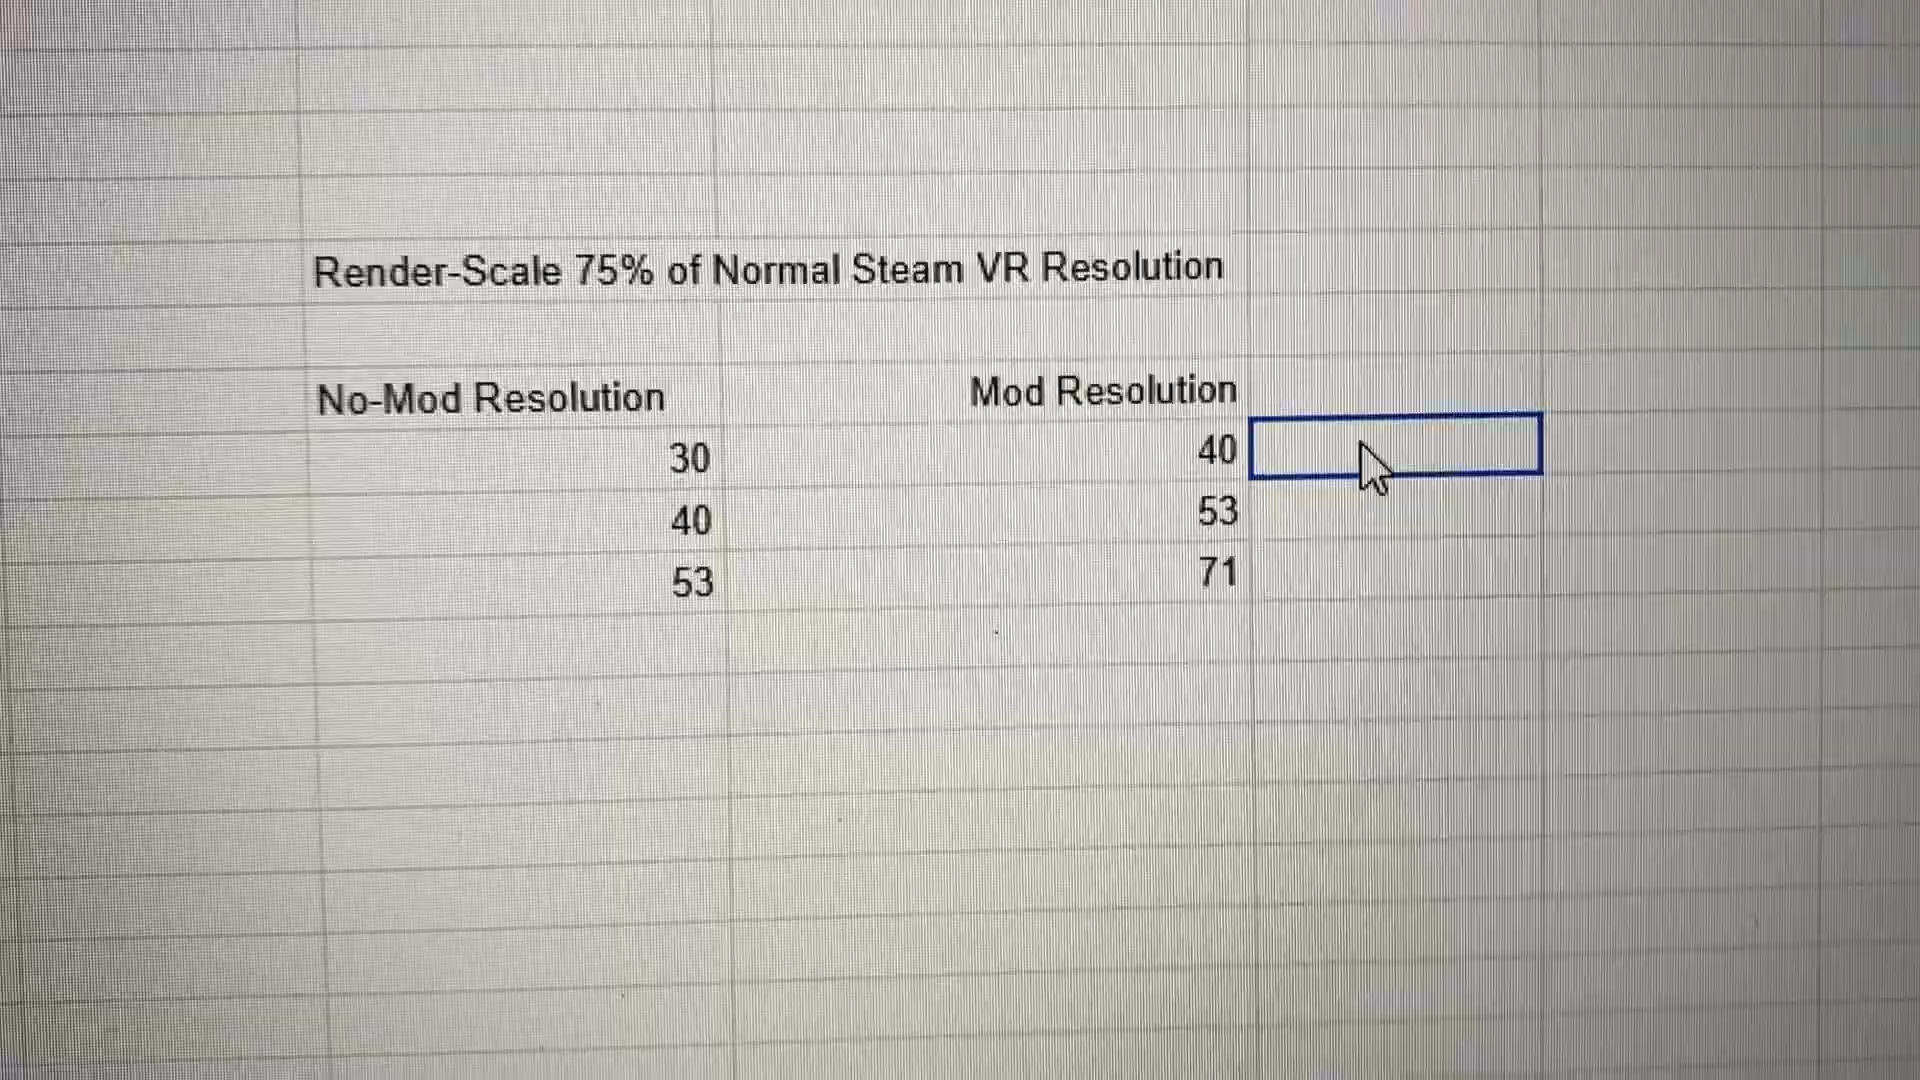 Render-Scale 75% of Normal Steam VR Resolution
No-Mod Resolution Mod Resolution
30 40
40 53
53 71